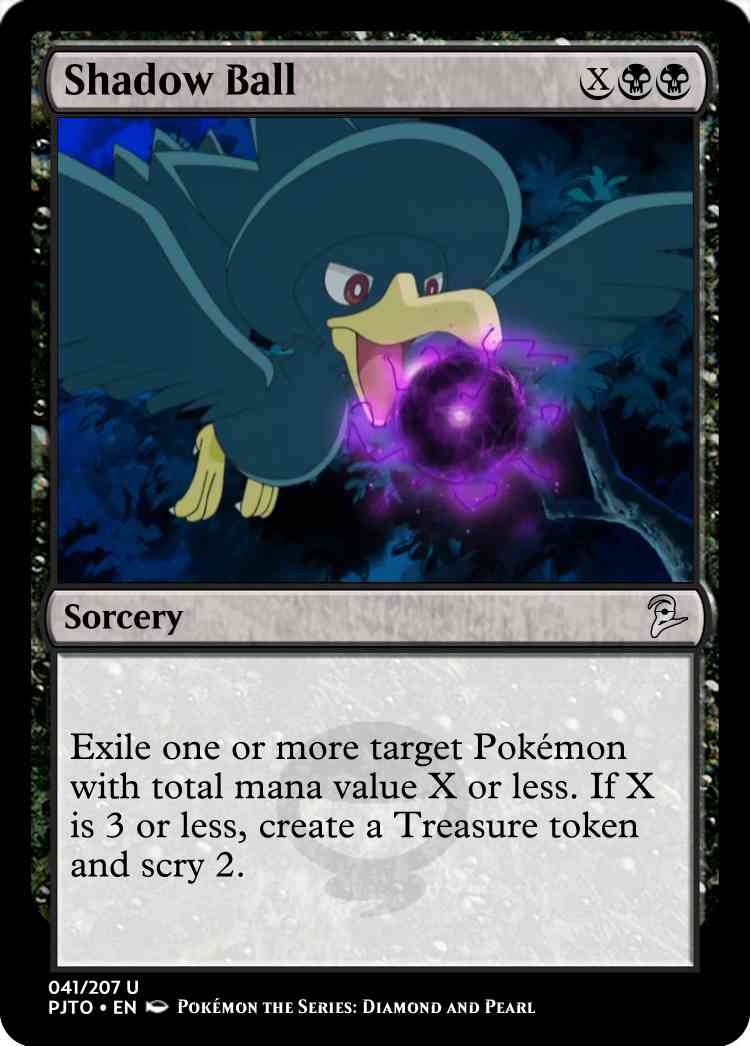 Shadow Ball X
Sorcery
Exile one or more target Pokémon
with total mana value X or less. If X
is 3 or less, create a Treasure token
and scry 2.
041/207 U
PJTO • EN Pokémon the Series: Diamond and Pearl